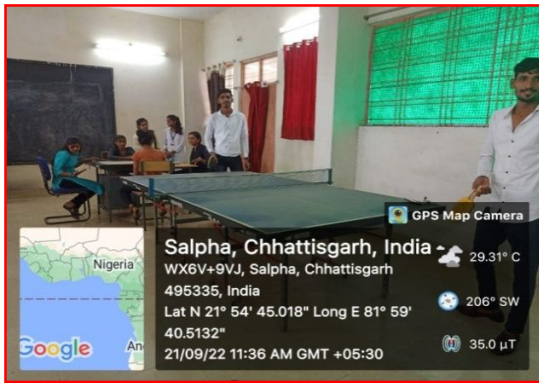 GPS Map Camera
Salpha, Chhattisgarh, India
WX6V+9VJ, Salpha, Chhattisgarh
495335, India
Lat N 21° 54' 45.018" Long E 81° 59'
40.5132"
21/09/22 11:36 AM GMT +05:30
29.31° C
206° SW
35.0 µT
Nigeria
An
Google